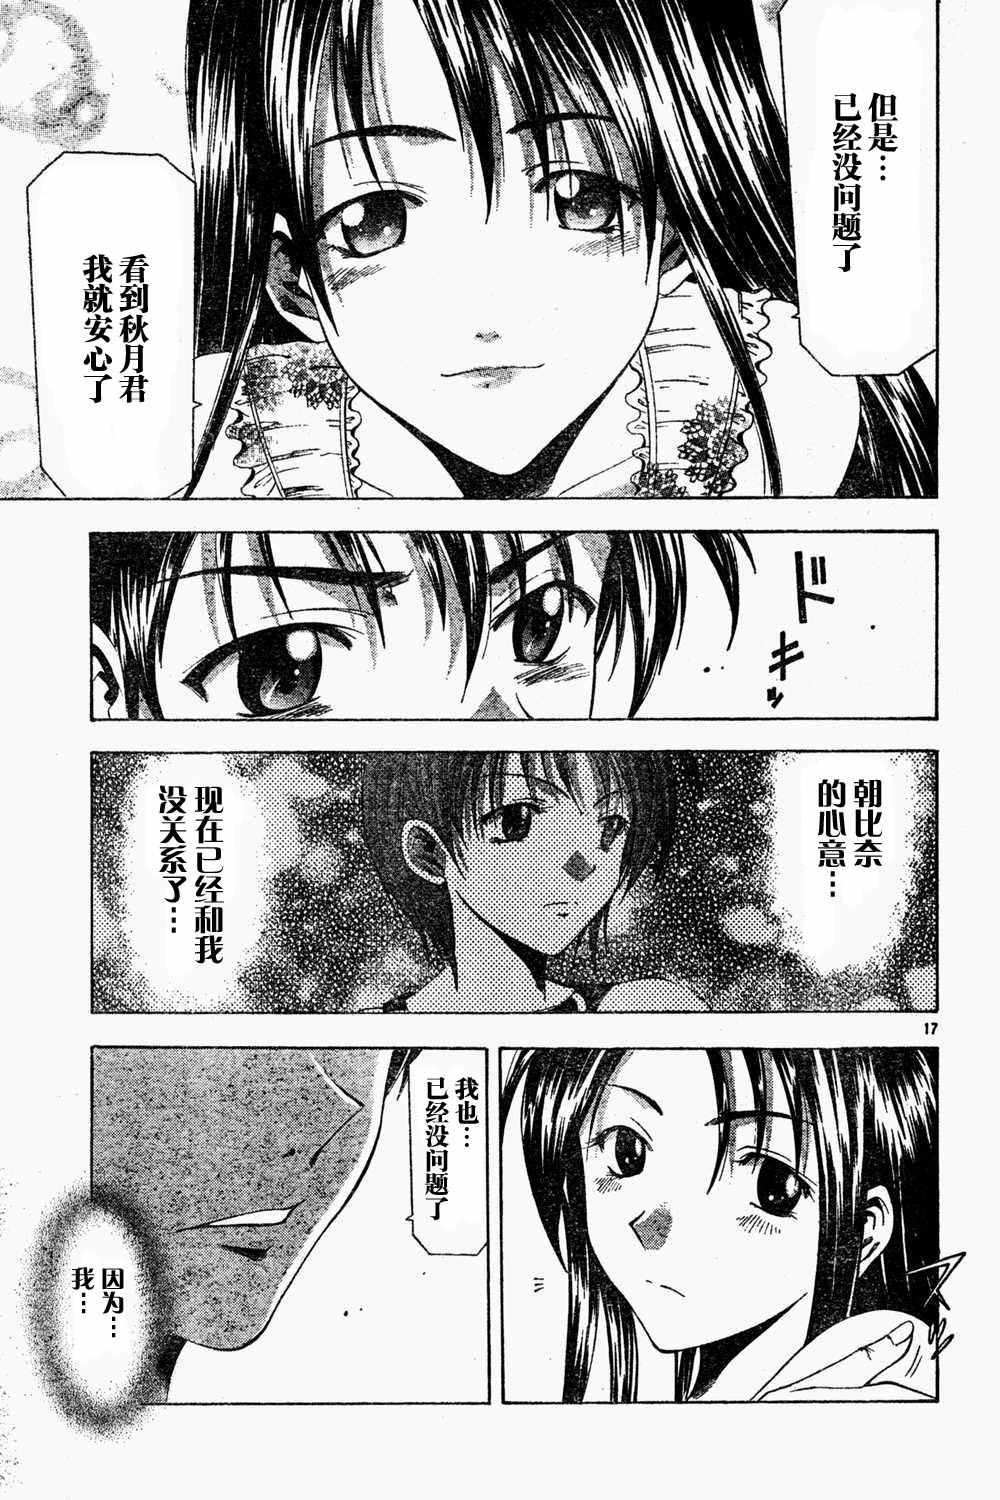 但是…
已经没问题了
看到秋月君
我就安心了
ドキッ
朝比奈
的心意…
现在已经和我
没关系了…
17
我也…
已经没问题了
因为…
我…
ス